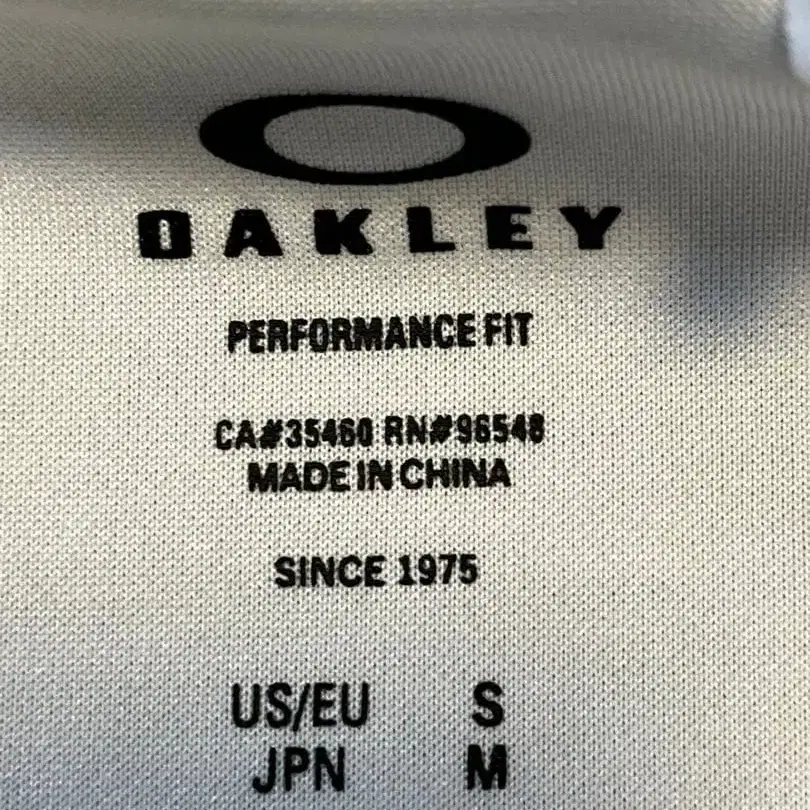 OAKLEY
PERFORMANCE FIT
CA#35460 RN#96548
MADE IN CHINA
SINCE 1975
US/EU S
JPN M